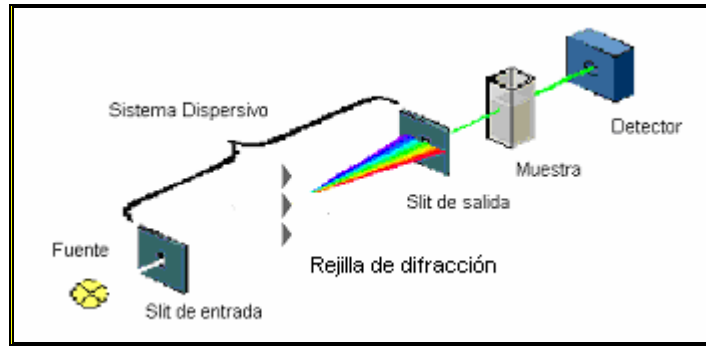 Sistema Dispersivo
Detector
Muestra
Slit de salida
Fuente
Rejilla de difracción
Slit de entrada